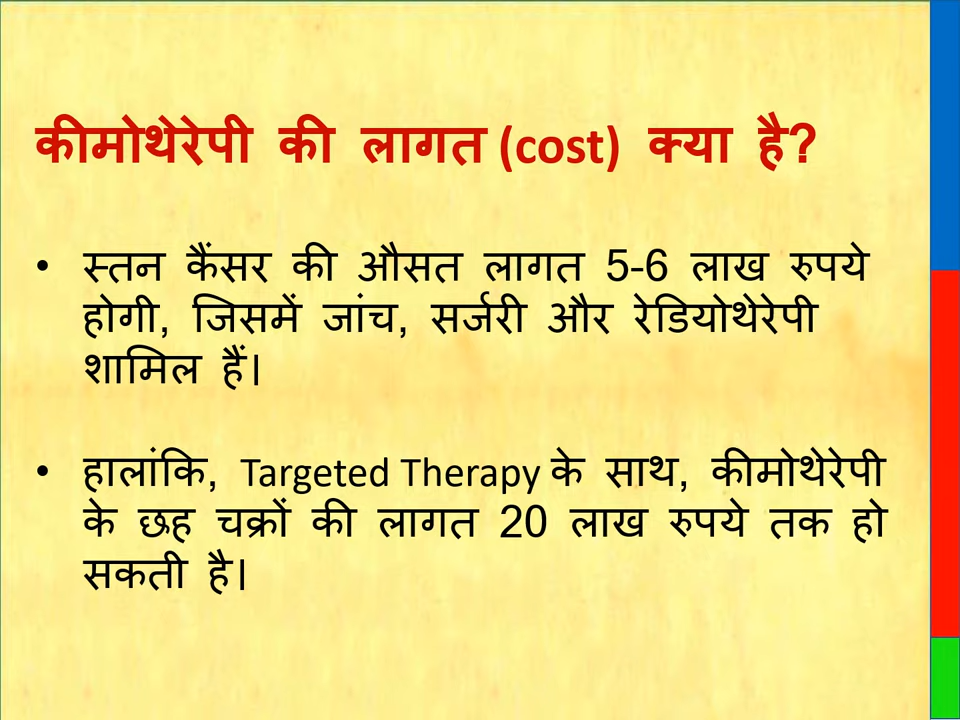 कीमोथेरेपी की लागत (cost) क्या है?
• स्तन कैंसर की औसत लागत 5-6 लाख रुपये
होगी, जिसमें जांच, सर्जरी और रेडियोथेरेपी
शामिल हैं।
• हालांकि, Targeted Therapy के साथ, कीमोथेरेपी
के छह चक्रों की लागत 20 लाख रुपये तक हो
सकती है।